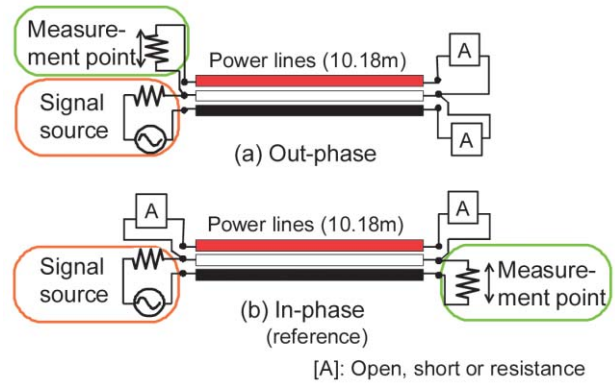 Measure-
ment point
Power lines (10.18m)
A
Signal
source
A
(a) Out-phase
A
Power lines (10.18m)
A
Signal
source
Measure-
ment point
(b) In-phase
(reference)
[A]: Open, short or resistance